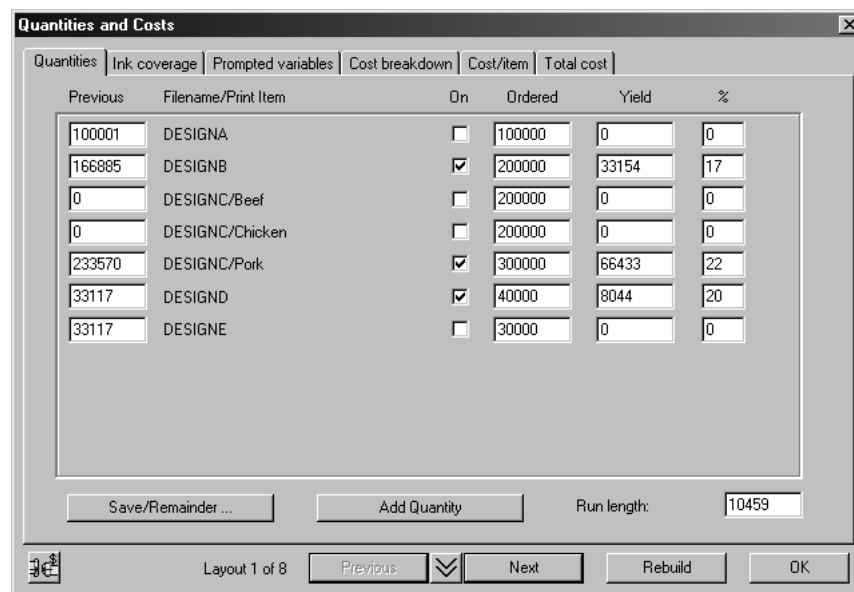 Quantities and Costs
Quantities Ink coverage Prompted variables Cost breakdown Cost/item Total cost
Previous Filename/Print Item On Ordered Yield %
100001 DESIGNA 100000 0 0
166885 DESIGNB 200000 33154 17
0 DESIGNC/Beef 200000 0 0
0 DESIGNC/Chicken 200000 0 0
233570 DESIGNC/Pork 300000 66433 22
33117 DESIGND 40000 8044 20
33117 DESIGNE 30000 0 0
Save/Remainder ... Add Quantity Run length: 10459
Layout 1 of 8 Previous Next Rebuild OK